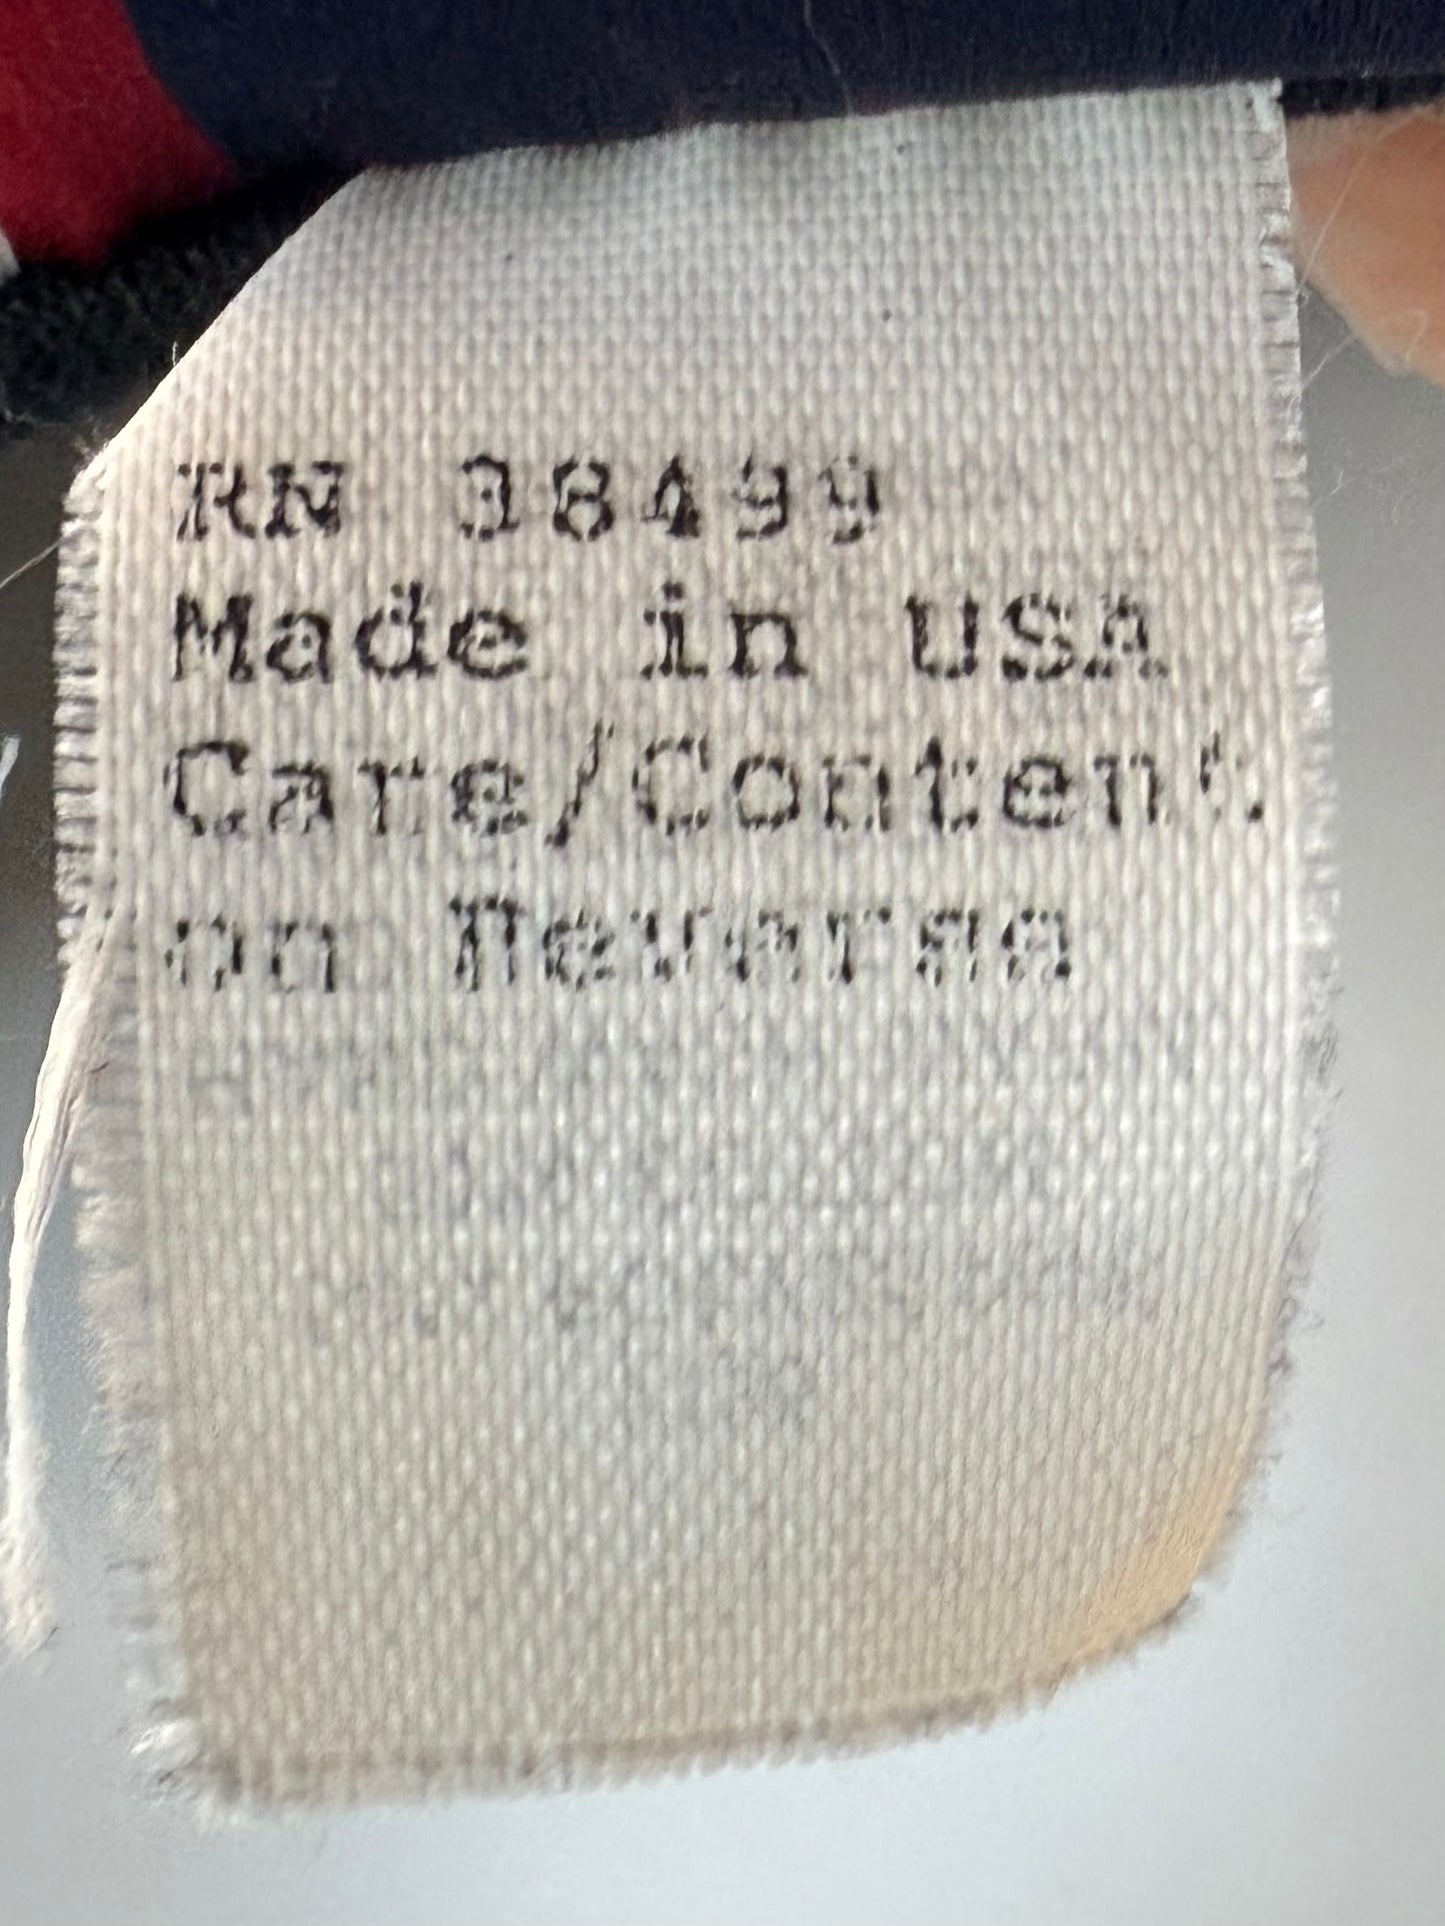 RN 38499
Made in USA
Care/Content
on Reverse